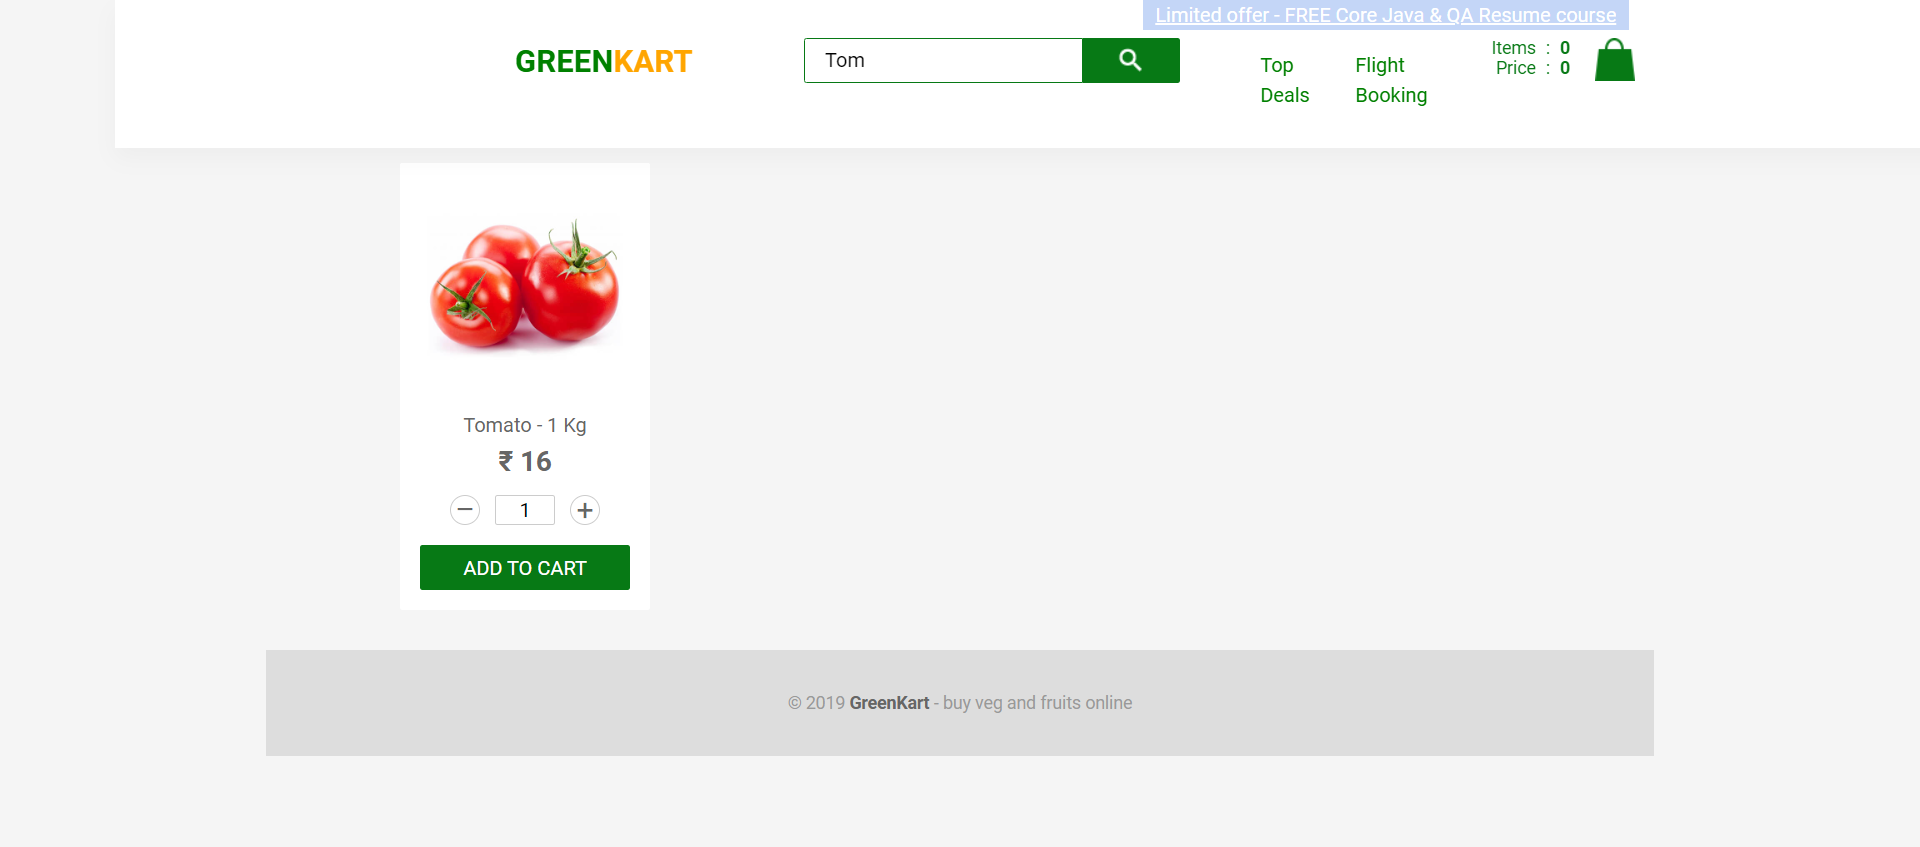 Limited offer - FREE Core Java & QA Resume course
GREENKART
Tom
Top
Deals
Flight
Booking
Items : 0
Price : 0
Tomato - 1 Kg
₹ 16
1
ADD TO CART
© 2019 GreenKart - buy veg and fruits online